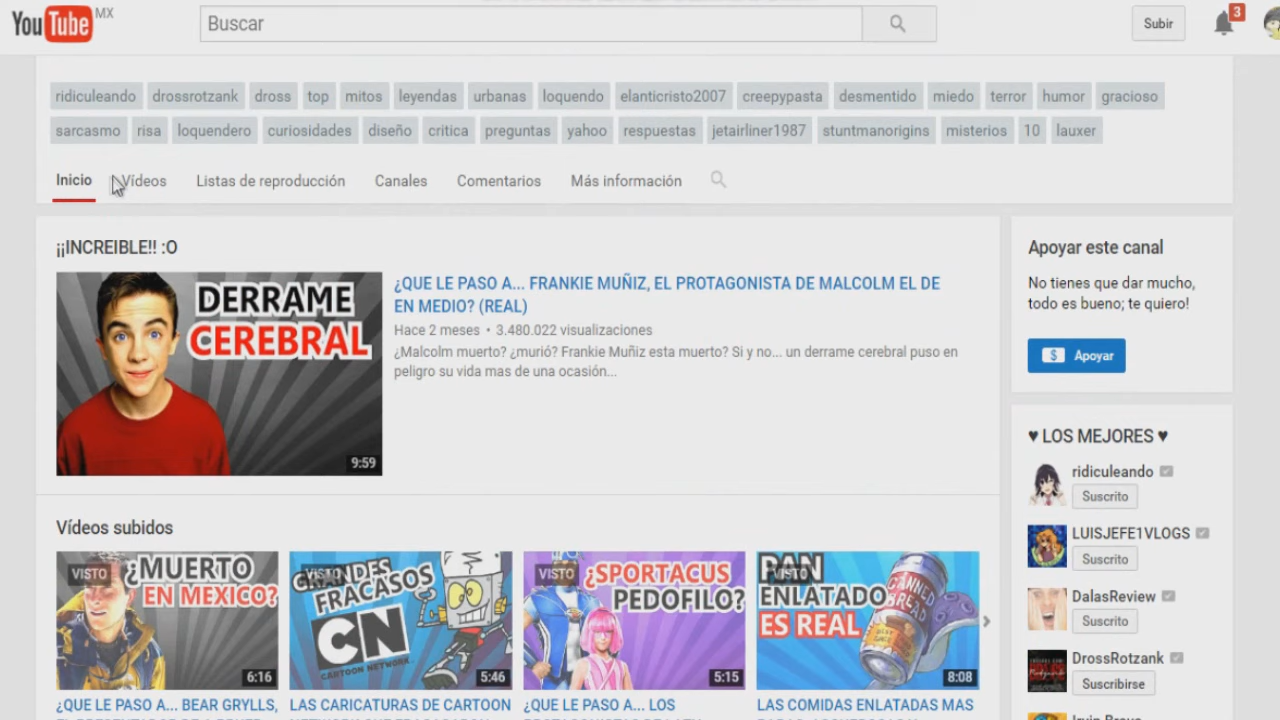 YouTube MX
Buscar
Subir
3
ridiculeando drossrotzank dross top mitos leyendas urbanas loquendo elanticristo2007 creepypasta desmentido miedo terror humor gracioso
sarcasmo risa loquendero curiosidades diseño critica preguntas yahoo respuestas jetairliner1987 stuntmanorigins misterios 10 lauxer
Inicio Vídeos Listas de reproducción Canales Comentarios Más información
¡¡INCREIBLE!! :O
DERRAME
CEREBRAL
9:59
¿QUE LE PASO A... FRANKIE MUÑIZ, EL PROTAGONISTA DE MALCOLM EL DE
EN MEDIO? (REAL)
Hace 2 meses • 3.480.022 visualizaciones
¿Malcolm muerto? ¿murió? Frankie Muñiz esta muerto? Si y no... un derrame cerebral puso en
peligro su vida mas de una ocasión...
Apoyar este canal
No tienes que dar mucho,
todo es bueno; te quiero!
$ Apoyar
♥ LOS MEJORES ♥
ridiculeando
Suscrito
LUISJEFE1VLOGS
Suscrito
DalasReview
Suscrito
DrossRotzank
Suscribirse
Vídeos subidos
VISTO
¿MUERTO
EN MEXICO?
6:16
VISTO
GRANDES
FRACASOS
CN
CARTOON NETWORK
5:46
VISTO
¿SPORTACUS
PEDOFILO?
5:15
VISTO
PAN
ENLATADO
ES REAL
CANNED
BREAD
8:08
¿QUE LE PASO A... BEAR GRYLLS,
LAS CARICATURAS DE CARTOON
¿QUE LE PASO A... LOS
LAS COMIDAS ENLATADAS MAS